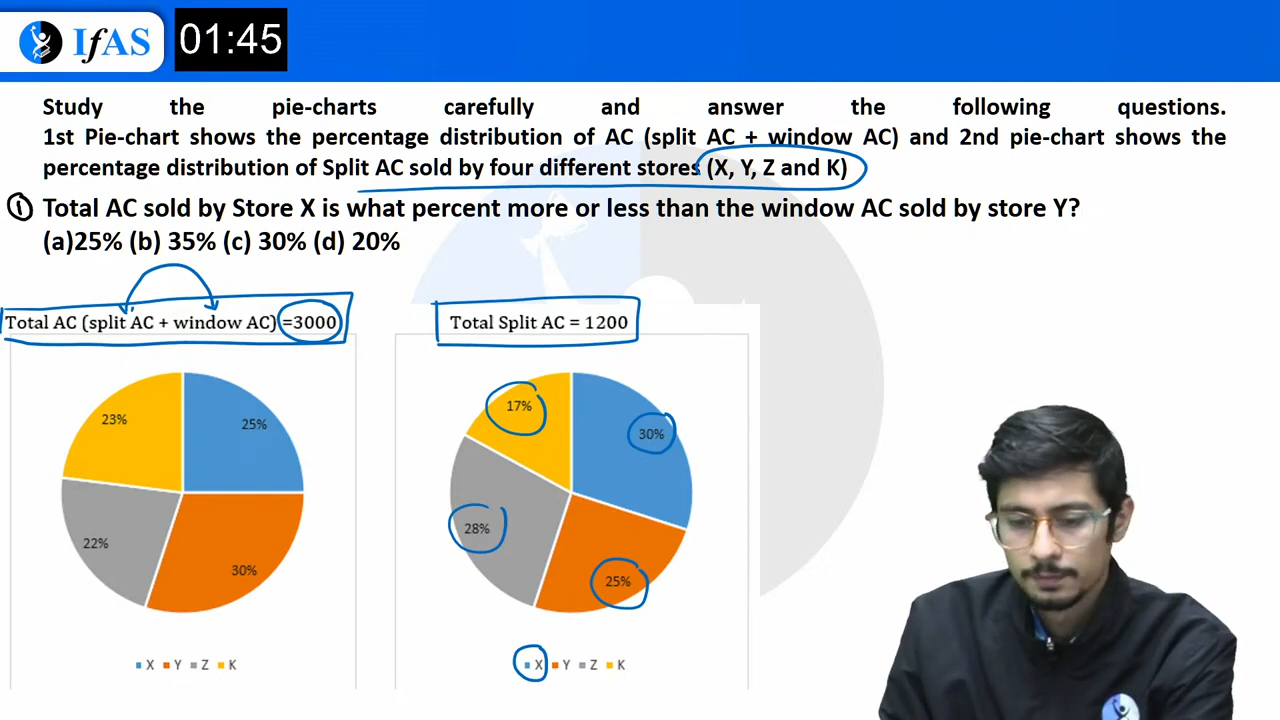 IfAS
01:45
Study the pie-charts carefully and answer the following questions.
1st Pie-chart shows the percentage distribution of AC (split AC + window AC) and 2nd pie-chart shows the
percentage distribution of Split AC sold by four different stores (X, Y, Z and K)
1 Total AC sold by Store X is what percent more or less than the window AC sold by store Y?
(a)25% (b) 35% (c) 30% (d) 20%
Total AC (split AC + window AC) =3000
23%
25%
22%
30%
X Y Z K
Total Split AC = 1200
17%
30%
28%
25%
X Y Z K